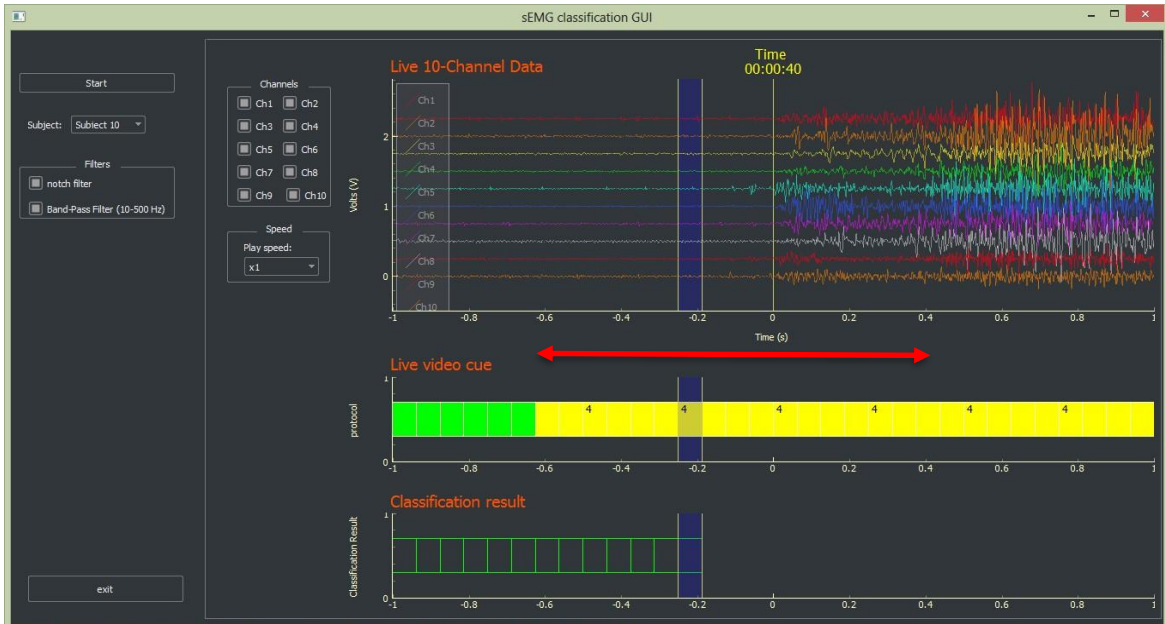 sEMG classification GUI
Start
Subject: Subject 10
Filters
notch filter
Band-Pass Filter (10-500 Hz)
exit
Channels
Ch1 Ch2
Ch3 Ch4
Ch5 Ch6
Ch7 Ch8
Ch9 Ch10
Speed
Play speed:
x1
Time
00:00:40
Live 10-Channel Data
Ch1
Ch2
Ch3
Ch4
Ch5
Ch6
Ch7
Ch8
Ch9
Ch10
Volts (V)
2
1
0
-1 -0.8 -0.6 -0.4 -0.2 0 0.2 0.4 0.6 0.8 1
Time (s)
Live video cue
protocol
1
4 4 4 4 4 4
0
-1 -0.8 -0.6 -0.4 -0.2 0 0.2 0.4 0.6 0.8 1
Classification result
Classification Result
1
0
-1 -0.8 -0.6 -0.4 -0.2 0 0.2 0.4 0.6 0.8 1